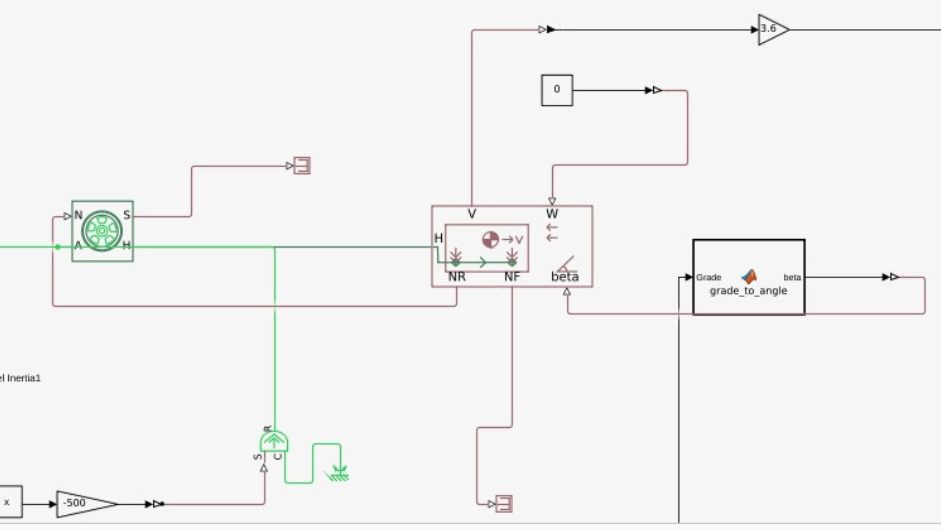 3.6
0
N S
A H
V W
H
V
NR NF beta
Grade beta
grade_to_angle
el Inertia1
R
S C
x
-500